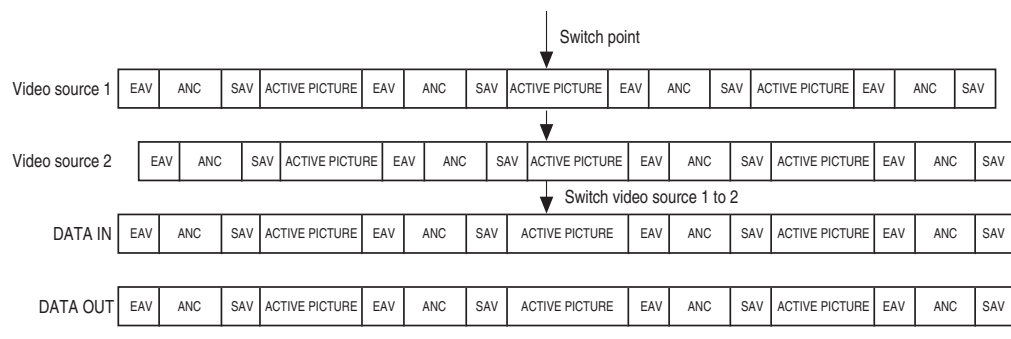 Switch point
Video source 1 EAV ANC SAV ACTIVE PICTURE EAV ANC SAV ACTIVE PICTURE EAV ANC SAV ACTIVE PICTURE EAV ANC SAV
Video source 2 EAV ANC SAV ACTIVE PICTURE EAV ANC SAV ACTIVE PICTURE EAV ANC SAV ACTIVE PICTURE EAV ANC SAV
Switch video source 1 to 2
DATA IN EAV ANC SAV ACTIVE PICTURE EAV ANC SAV ACTIVE PICTURE EAV ANC SAV ACTIVE PICTURE EAV ANC SAV
DATA OUT EAV ANC SAV ACTIVE PICTURE EAV ANC SAV ACTIVE PICTURE EAV ANC SAV ACTIVE PICTURE EAV ANC SAV